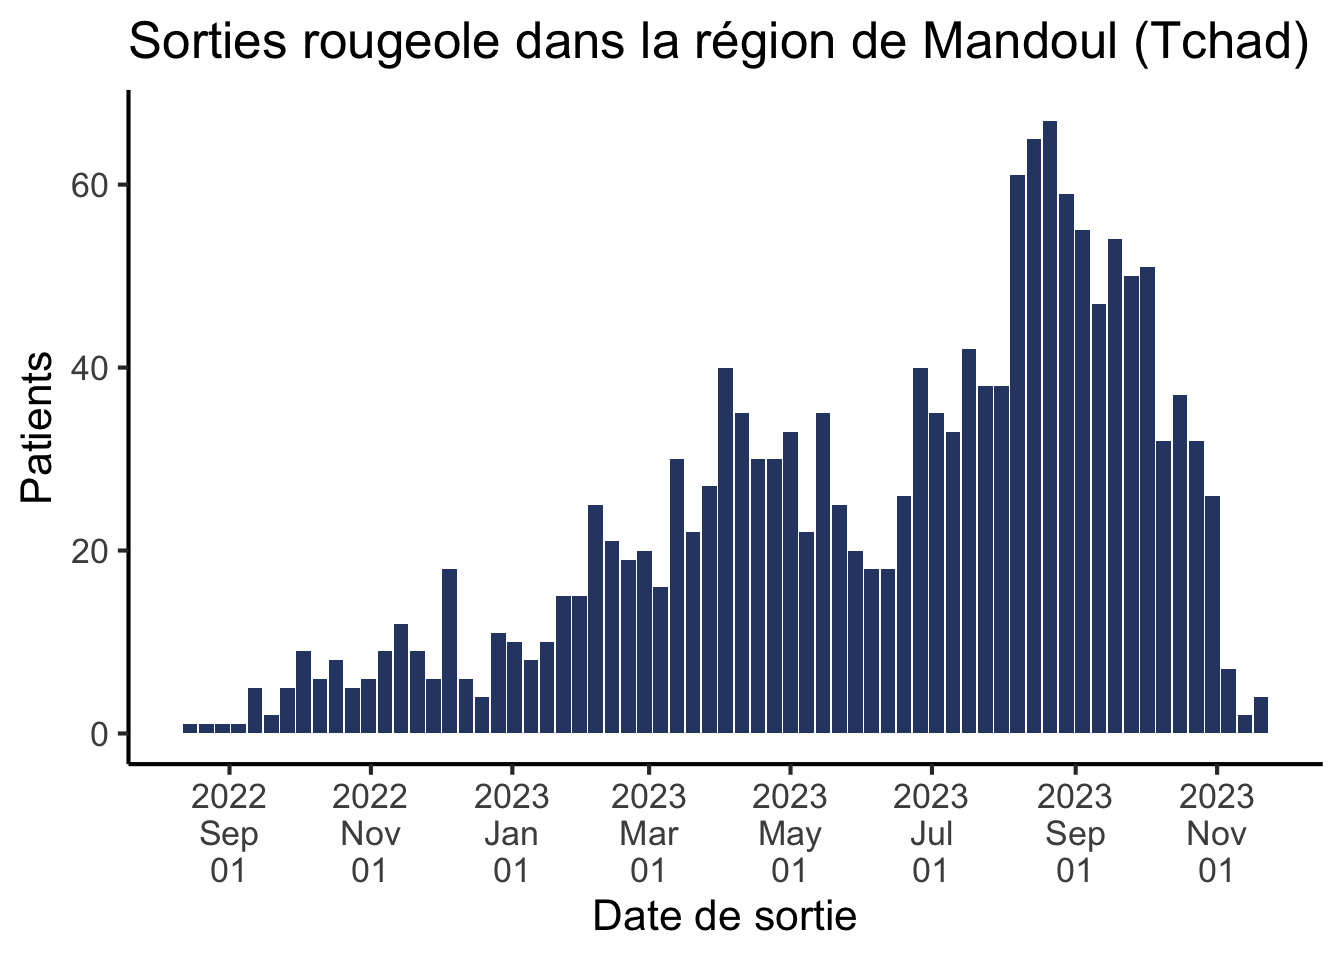 Sorties rougeole dans la région de Mandoul (Tchad)
Patients
60
40
20
0
2022 2022 2023 2023 2023 2023 2023 2023
Sep Nov Jan Mar May Jul Sep Nov
01 01 01 01 01 01 01 01
Date de sortie